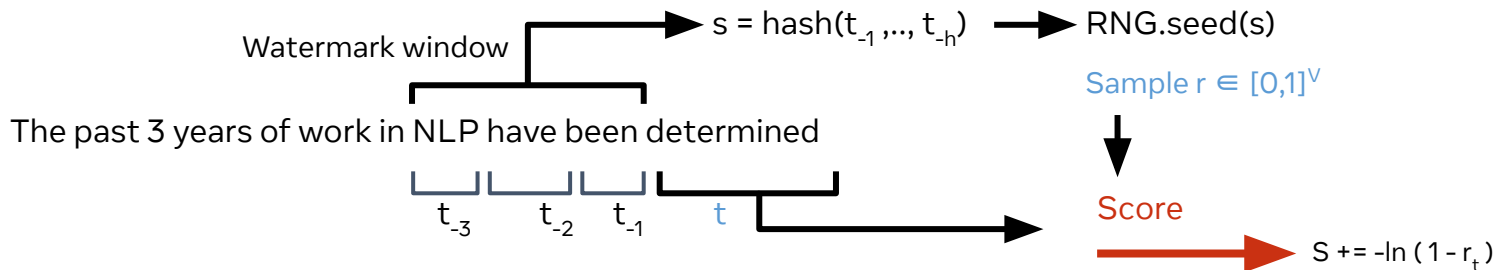 s = hash(t₋₁ ,.., t₋ₕ)
RNG.seed(s)
Watermark window
Sample r ∈ [0,1]ⱽ
The past 3 years of work in NLP have been determined
t₋₃
t₋₂
t₋₁
t
Score
S += -ln ( 1 - rₜ )